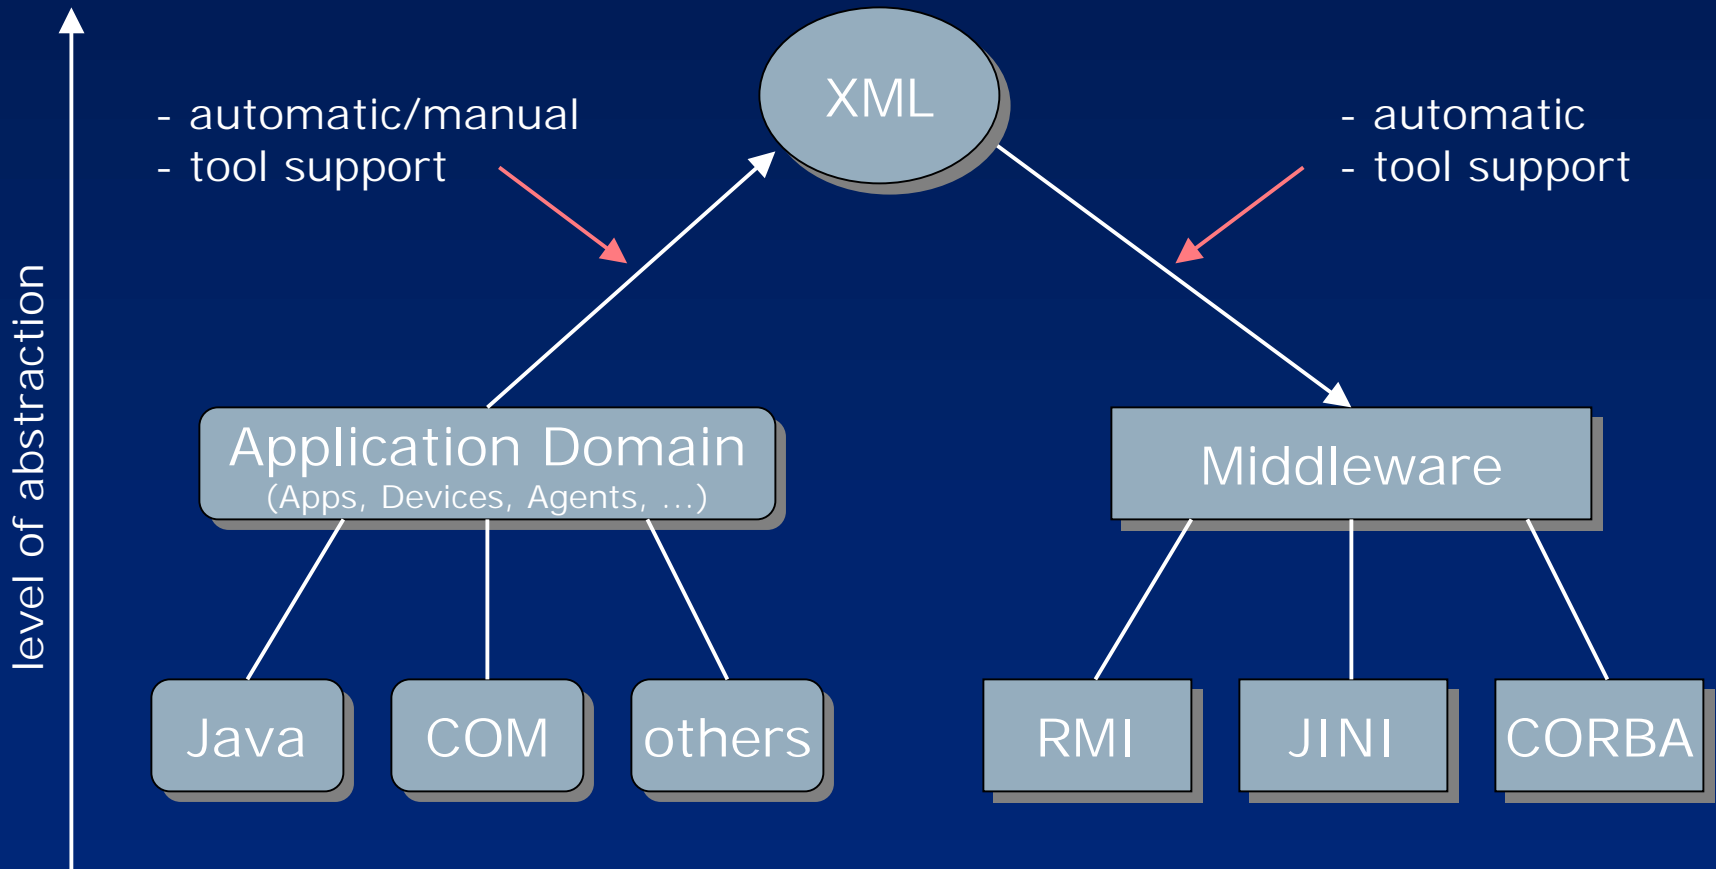 XML
- automatic/manual
- tool support
- automatic
- tool support
level of abstraction
Application Domain
(Apps, Devices, Agents, ...)
Middleware
Java
COM
others
RMI
JINI
CORBA